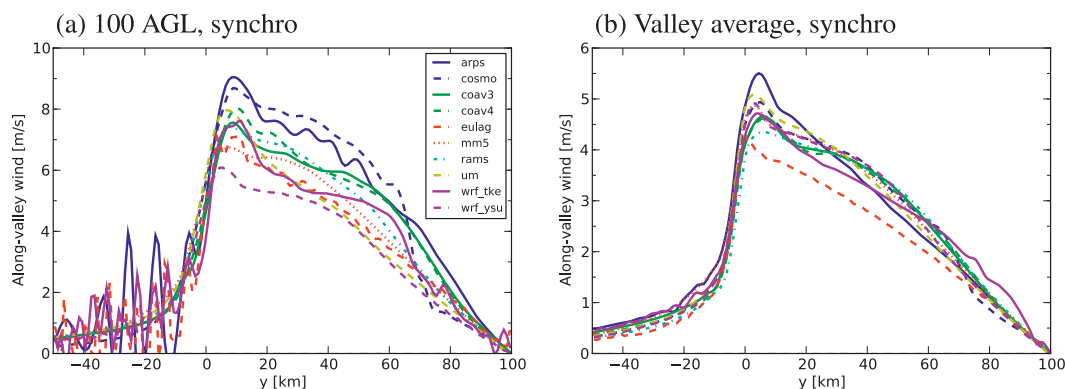 (a) 100 AGL, synchro
Along-valley wind [m/s]
10
8
6
4
2
0
−40
−20
0
20
40
60
80
100
y [km]
arps
cosmo
coav3
coav4
eulag
mm5
rams
um
wrf_tke
wrf_ysu
(b) Valley average, synchro
Along-valley wind [m/s]
6
5
4
3
2
1
0
−40
−20
0
20
40
60
80
100
y [km]